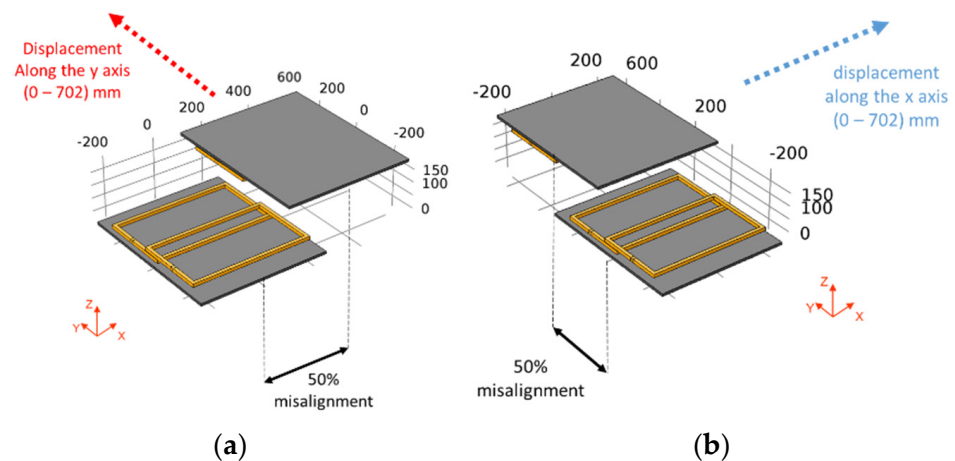 Displacement
Along the y axis
(0 – 702) mm
-200
0
200
400
600
200
0
-200
150
100
0
Z
Y
X
50%
misalignment
(a)
displacement
along the x axis
(0 – 702) mm
-200
200
600
200
-200
150
100
0
Z
Y
X
50%
misalignment
(b)